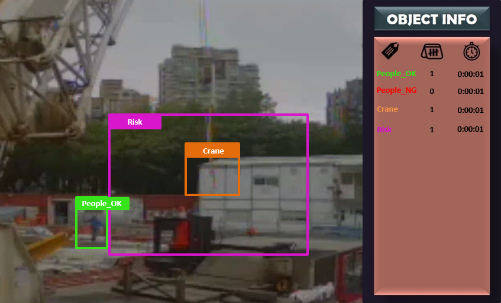 OBJECT INFO
People_OK 1 0:00:01
People_NG 0 0:00:01
Crane 1 0:00:01
Risk 1 0:00:01
Risk
Crane
People_OK